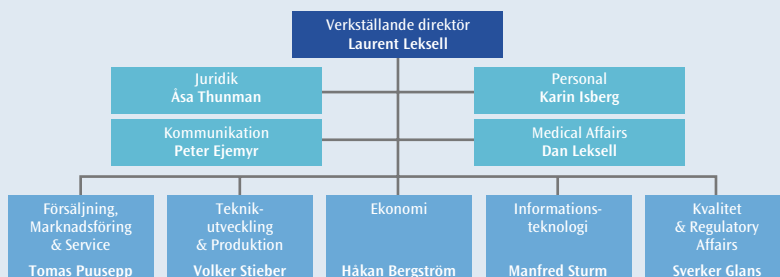 Verkställande direktör
Laurent Leksell
Juridik
Åsa Thunman
Personal
Karin Isberg
Kommunikation
Peter Ejemyr
Medical Affairs
Dan Leksell
Försäljning,
Marknadsföring
& Service
Tomas Puusepp
Teknik-
utveckling
& Produktion
Volker Stieber
Ekonomi
Håkan Bergström
Informations-
teknologi
Manfred Sturm
Kvalitet
& Regulatory
Affairs
Sverker Glans